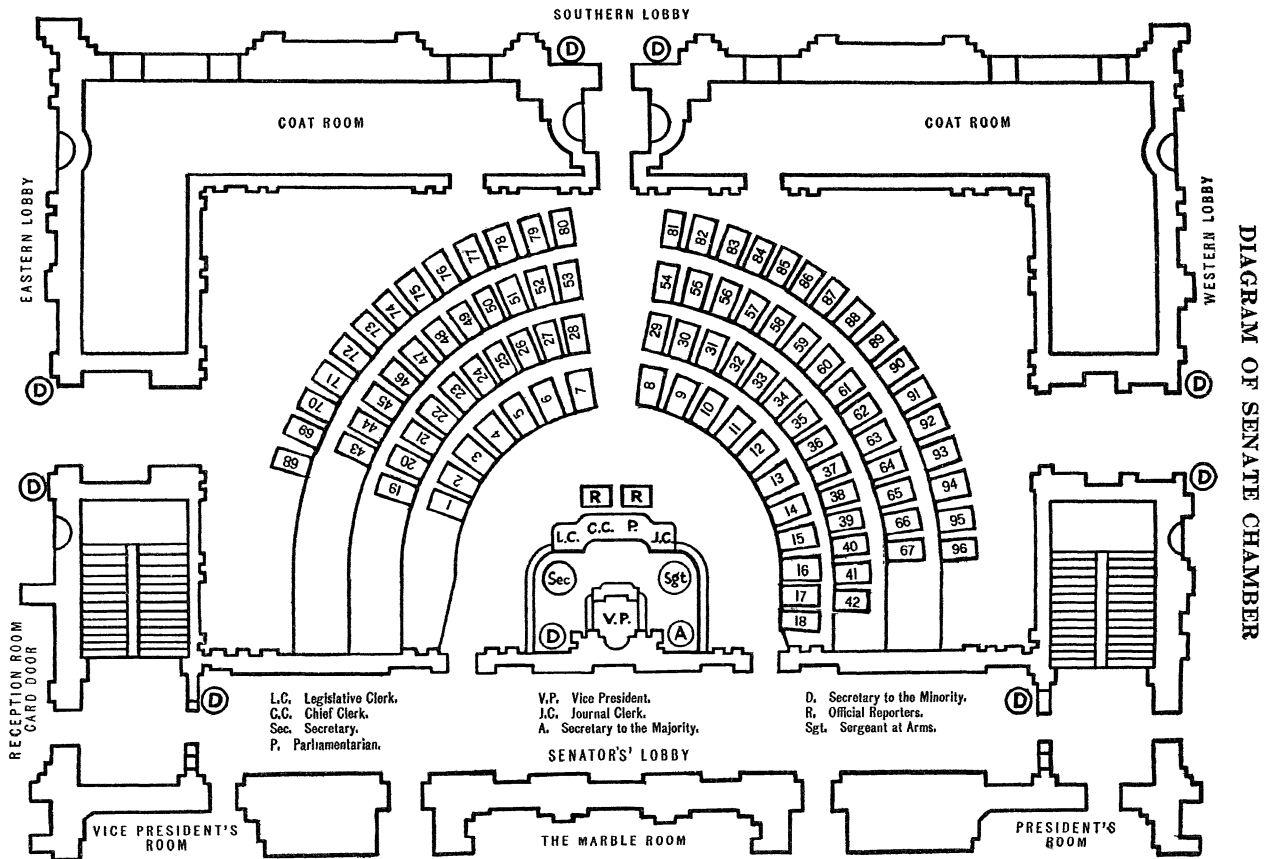 SOUTHERN LOBBY
D
D
COAT ROOM
COAT ROOM
EASTERN LOBBY
WESTERN LOBBY
DIAGRAM OF SENATE CHAMBER
68 69 70 71 72 73 74 75 76 77 78 79 80
81 82 83 84 85 86 87 88 89 90 91 92 93 94 95 96
43 44 45 46 47 48 49 50 51 52 53
54 55 56 57 58 59 60 61 62 63 64 65 66 67
19 20 21 22 23 24 25 26 27 28
29 30 31 32 33 34 35 36 37 38 39 40 41 42
1 2 3 4 5 6 7
8 9 10 11 12 13 14 15 16 17 18
D
D
D
D
R R
L.C. C.C. P. J.C.
Sec Sgt
V.P.
D A
RECEPTION ROOM
CARD DOOR
D
D
L.C. Legislative Clerk.
C.C. Chief Clerk.
Sec. Secretary.
P. Parliamentarian.
V.P. Vice President.
J.C. Journal Clerk.
A. Secretary to the Majority.
D. Secretary to the Minority.
R. Official Reporters.
Sgt. Sergeant at Arms.
SENATOR'S' LOBBY
VICE PRESIDENT'S
ROOM
THE MARBLE ROOM
PRESIDENT'S
ROOM